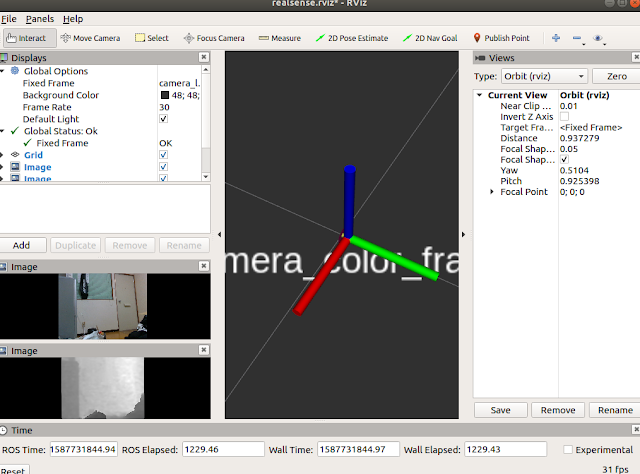 realsense.rviz* - RViz
File Panels Help
Interact Move Camera Select Focus Camera Measure 2D Pose Estimate 2D Nav Goal Publish Point
Displays
Global Options
Fixed Frame camera_l...
Background Color 48; 48;
Frame Rate 30
Default Light
Global Status: Ok
Fixed Frame OK
Grid
Image
Image
Add Duplicate Remove Rename
Image
Image
mera_color_fra
Views
Type: Orbit (rviz) Zero
Current View Orbit (rviz)
Near Clip ... 0.01
Invert Z Axis
Target Fra... <Fixed Frame>
Distance 0.937279
Focal Shap... 0.05
Focal Shap...
Yaw 0.5104
Pitch 0.925398
Focal Point 0; 0; 0
Save Remove Rename
Time
ROS Time: 1587731844.94 ROS Elapsed: 1229.46 Wall Time: 1587731844.97 Wall Elapsed: 1229.43 Experimental
Reset 31 fps